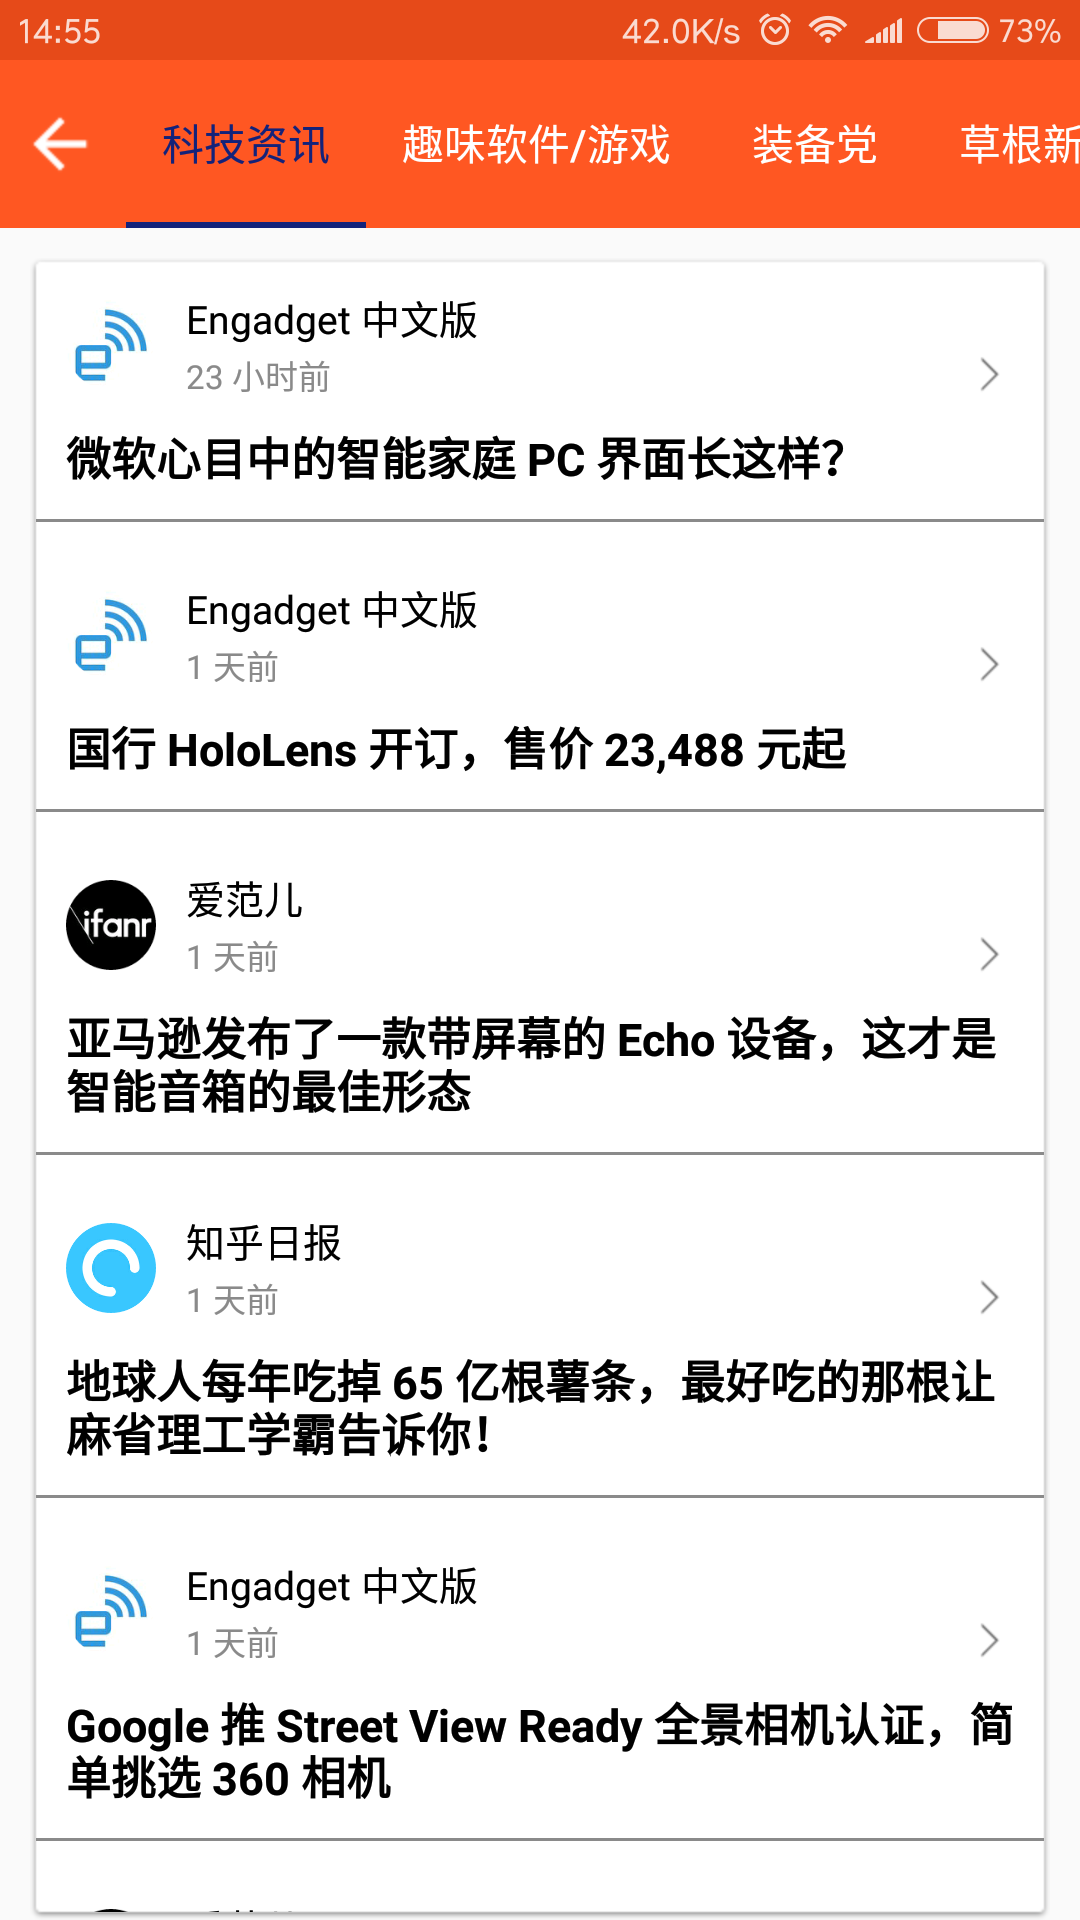 14:55
42.0K/s
73%
科技资讯
趣味软件/游戏
装备党
草根新
Engadget 中文版
23 小时前
微软心目中的智能家庭 PC 界面长这样？
Engadget 中文版
1 天前
国行 HoloLens 开订，售价 23,488 元起
ifanr
爱范儿
1 天前
亚马逊发布了一款带屏幕的 Echo 设备，这才是
智能音箱的最佳形态
知乎日报
1 天前
地球人每年吃掉 65 亿根薯条，最好吃的那根让
麻省理工学霸告诉你！
Engadget 中文版
1 天前
Google 推 Street View Ready 全景相机认证，简
单挑选 360 相机